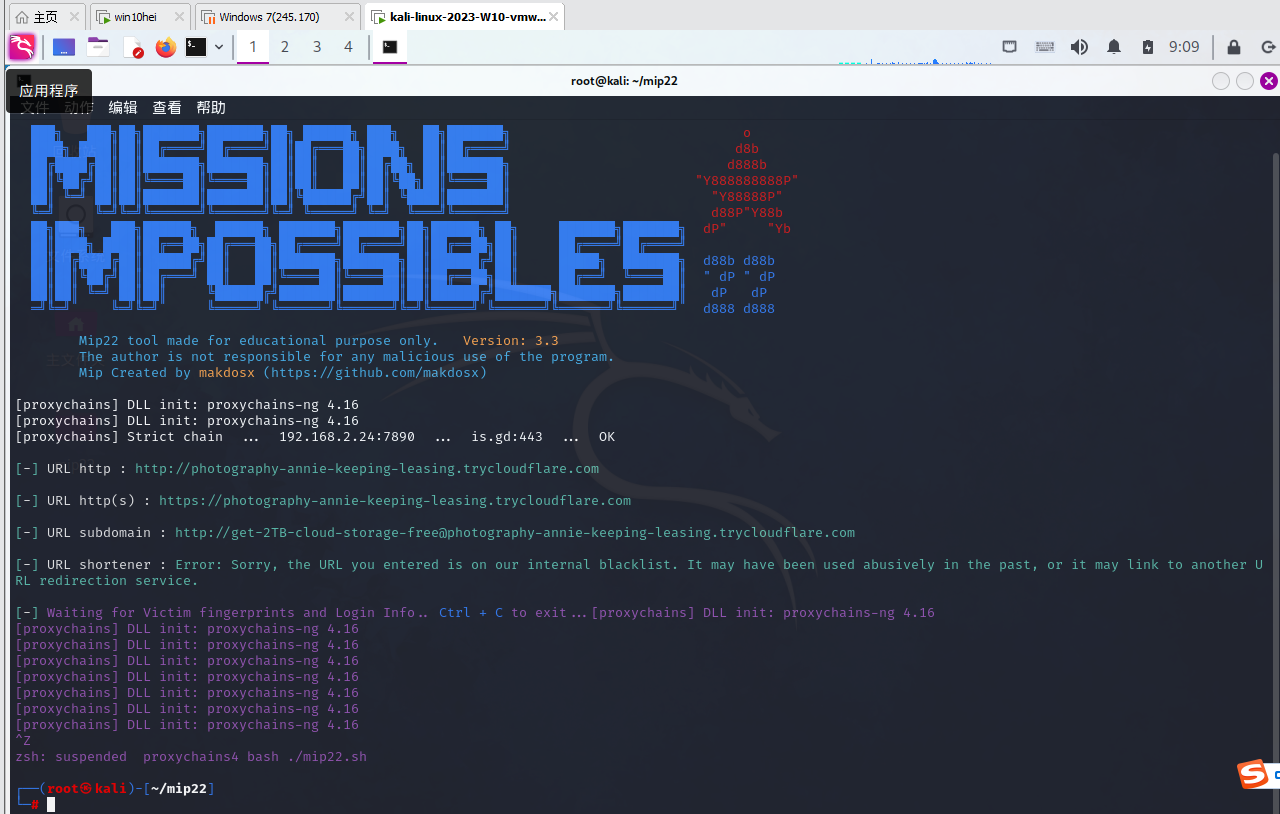 主页 win10hei Windows 7(245.170) kali-linux-2023-W10-vmw...
1 2 3 4 9:09
root@kali: ~/mip22
应用程序
文件 动作 编辑 查看 帮助
MISSIONS
IMPOSSIBLES
o
d8b
d888b
"Y888888888P"
"Y88888P"
d88P"Y88b
dP" "Yb
d88b d88b
" dP " dP
dP dP
d888 d888
Mip22 tool made for educational purpose only. Version: 3.3
The author is not responsible for any malicious use of the program.
Mip Created by makdosx (https://github.com/makdosx)
[proxychains] DLL init: proxychains-ng 4.16
[proxychains] DLL init: proxychains-ng 4.16
[proxychains] Strict chain ... 192.168.2.24:7890 ... is.gd:443 ... OK
[-] URL http : http://photography-annie-keeping-leasing.trycloudflare.com
[-] URL http(s) : https://photography-annie-keeping-leasing.trycloudflare.com
[-] URL subdomain : http://get-2TB-cloud-storage-free@photography-annie-keeping-leasing.trycloudflare.com
[-] URL shortener : Error: Sorry, the URL you entered is on our internal blacklist. It may have been used abusively in the past, or it may link to another U
RL redirection service.
[-] Waiting for Victim fingerprints and Login Info.. Ctrl + C to exit...[proxychains] DLL init: proxychains-ng 4.16
[proxychains] DLL init: proxychains-ng 4.16
[proxychains] DLL init: proxychains-ng 4.16
[proxychains] DLL init: proxychains-ng 4.16
[proxychains] DLL init: proxychains-ng 4.16
[proxychains] DLL init: proxychains-ng 4.16
[proxychains] DLL init: proxychains-ng 4.16
[proxychains] DLL init: proxychains-ng 4.16
^Z
zsh: suspended proxychains4 bash ./mip22.sh
┌──(root㉿kali)-[~/mip22]
└─#